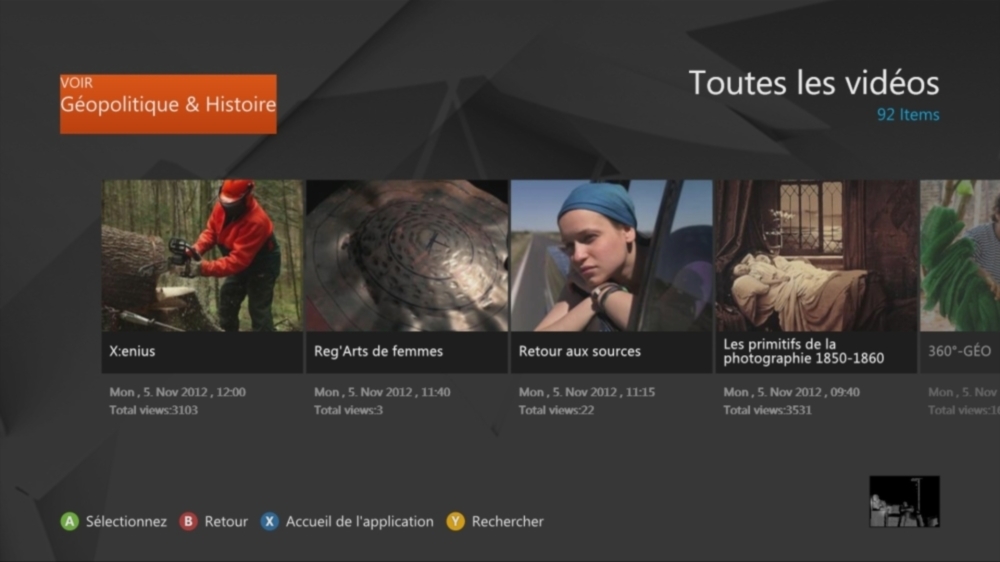 VOIR
Géopolitique & Histoire
Toutes les vidéos
92 Items
X:enius
Mon , 5. Nov 2012 , 12:00
Total views:3103
Reg'Arts de femmes
Mon , 5. Nov 2012 , 11:40
Total views:3
Retour aux sources
Mon , 5. Nov 2012 , 11:15
Total views:22
Les primitifs de la
photographie 1850-1860
Mon , 5. Nov 2012 , 09:40
Total views:3531
360°-GÉO
Mon , 5. Nov
Total views:
A Sélectionnez
B Retour
X Accueil de l'application
Y Rechercher